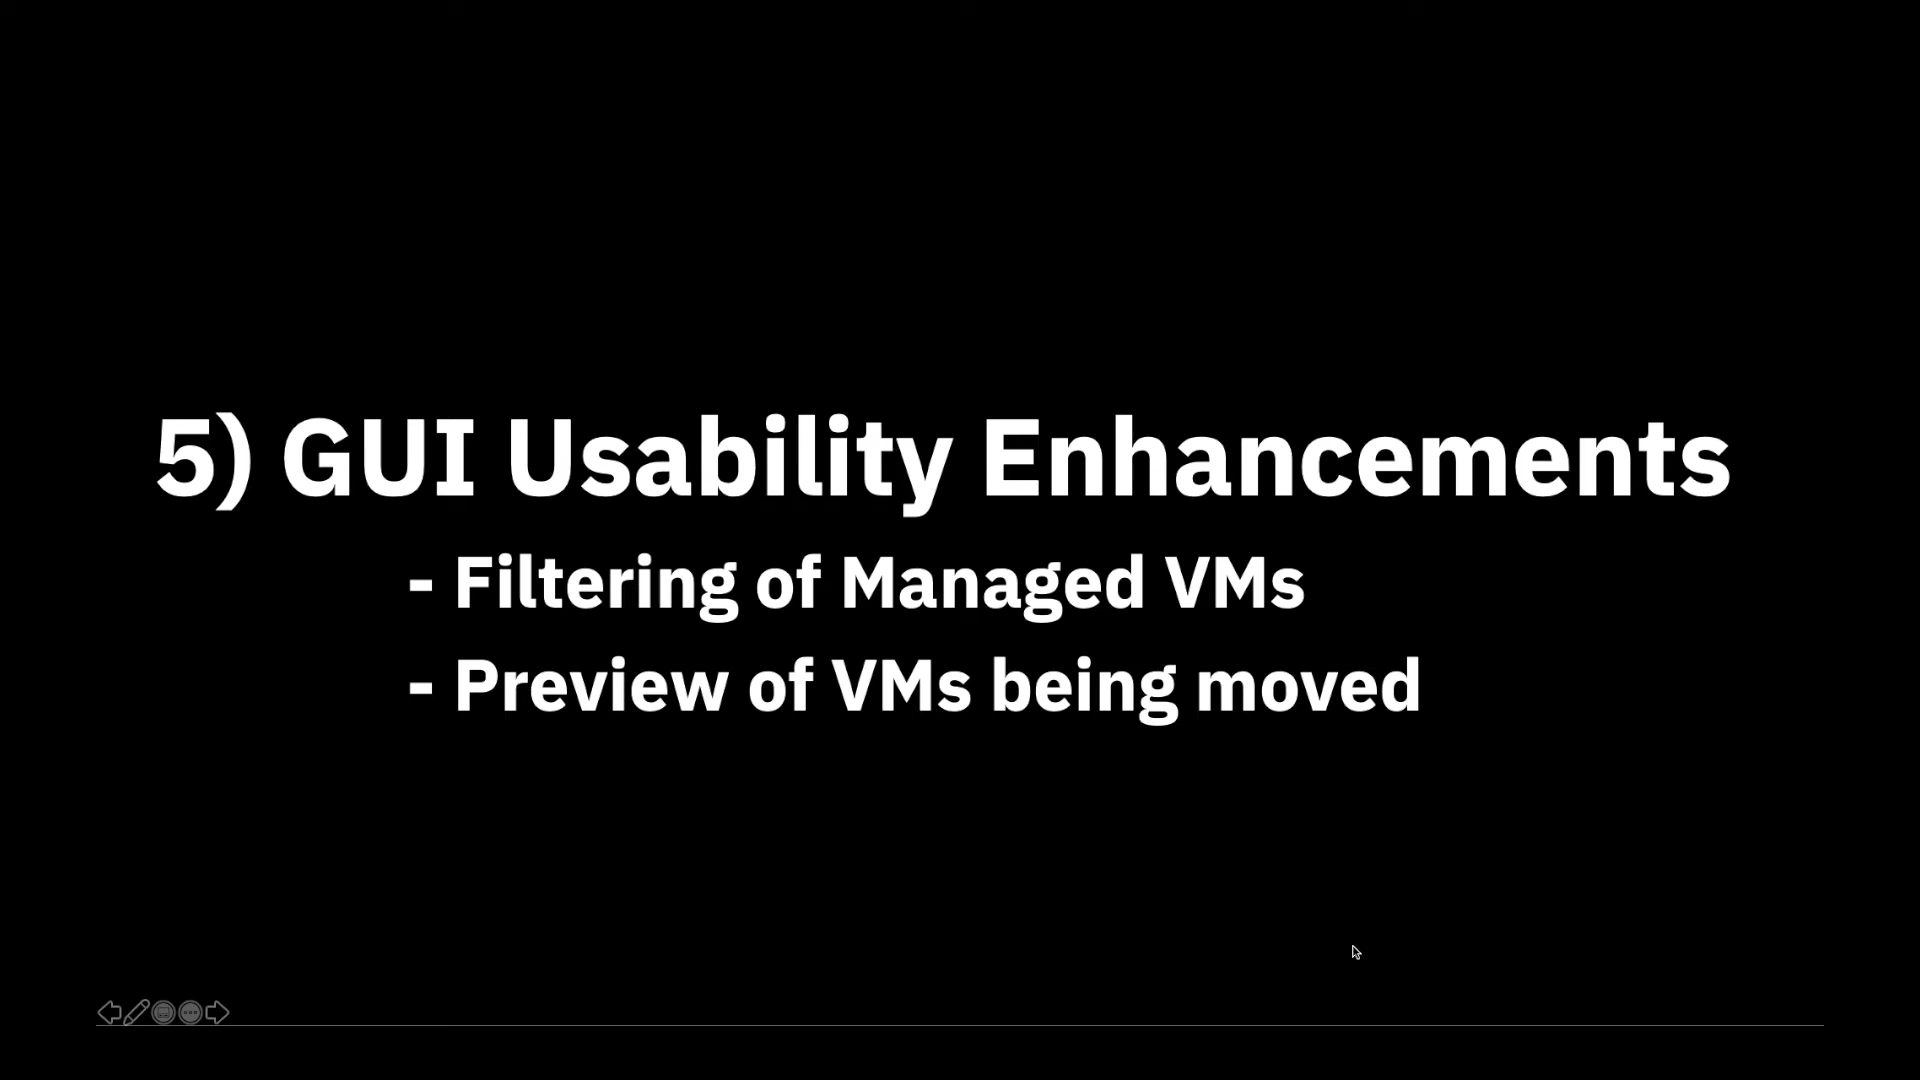 5) GUI Usability Enhancements
- Filtering of Managed VMs
- Preview of VMs being moved